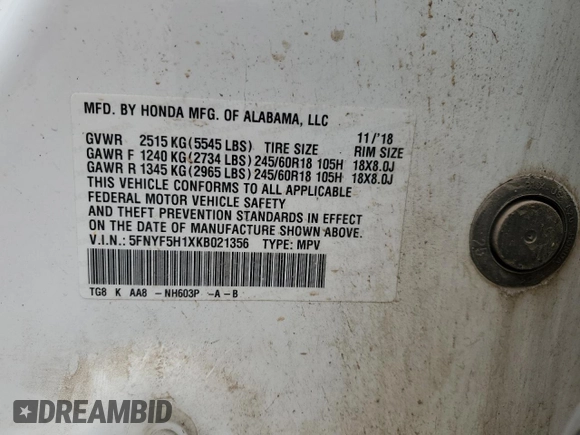 MFD. BY HONDA MFG. OF ALABAMA, LLC
11/'18
GVWR 2515 KG(5545 LBS) TIRE SIZE RIM SIZE
GAWR F 1240 KG(2734 LBS) 245/60R18 105H 18X8.0J
GAWR R 1345 KG(2965 LBS) 245/60R18 105H 18X8.0J
THIS VEHICLE CONFORMS TO ALL APPLICABLE
FEDERAL MOTOR VEHICLE SAFETY
AND THEFT PREVENTION STANDARDS IN EFFECT
ON THE DATE OF MANUFACTURE SHOWN ABOVE.
V.I.N.: 5FNYF5H1XKB021356 TYPE: MPV
TG8 K AA8 -NH603P -A-B
DREAMBID